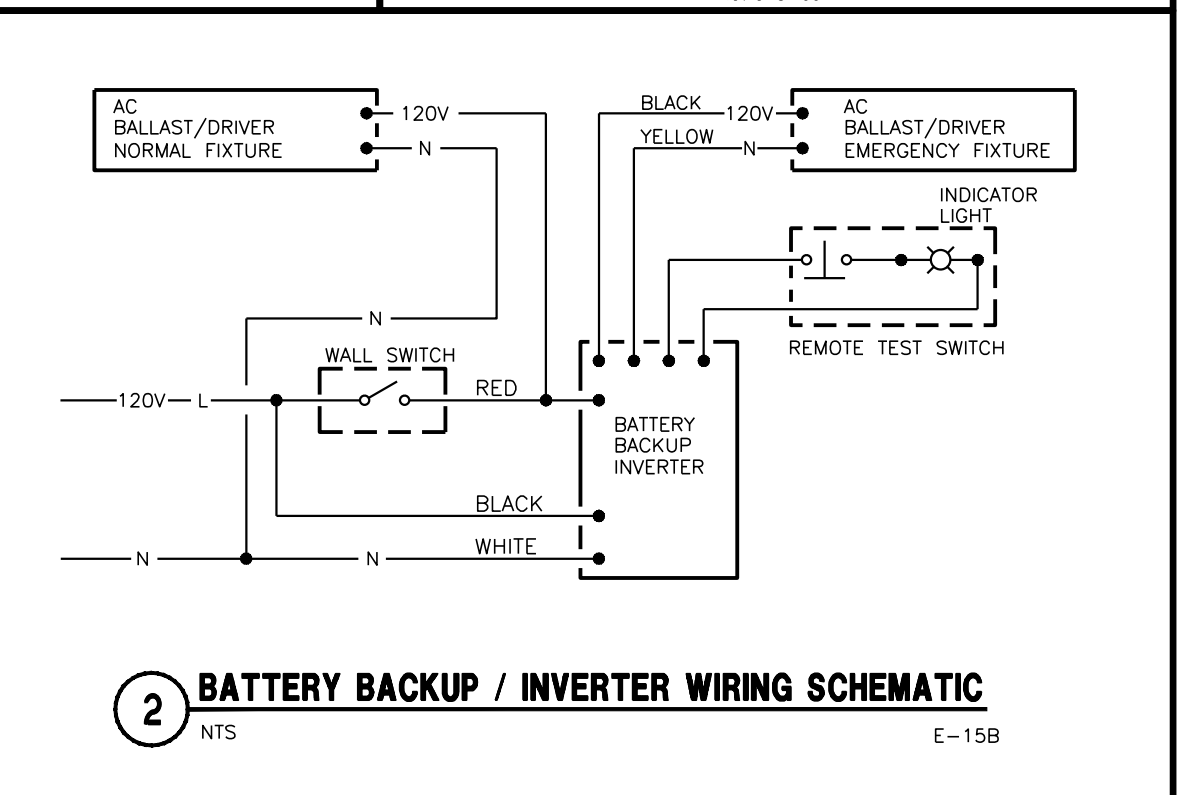 AC
BALLAST/DRIVER
NORMAL FIXTURE
120V
N
BLACK
120V
YELLOW
N
AC
BALLAST/DRIVER
EMERGENCY FIXTURE
INDICATOR
LIGHT
REMOTE TEST SWITCH
N
WALL SWITCH
120V
L
RED
BATTERY
BACKUP
INVERTER
BLACK
N
N
WHITE
2
BATTERY BACKUP / INVERTER WIRING SCHEMATIC
NTS
E-15B